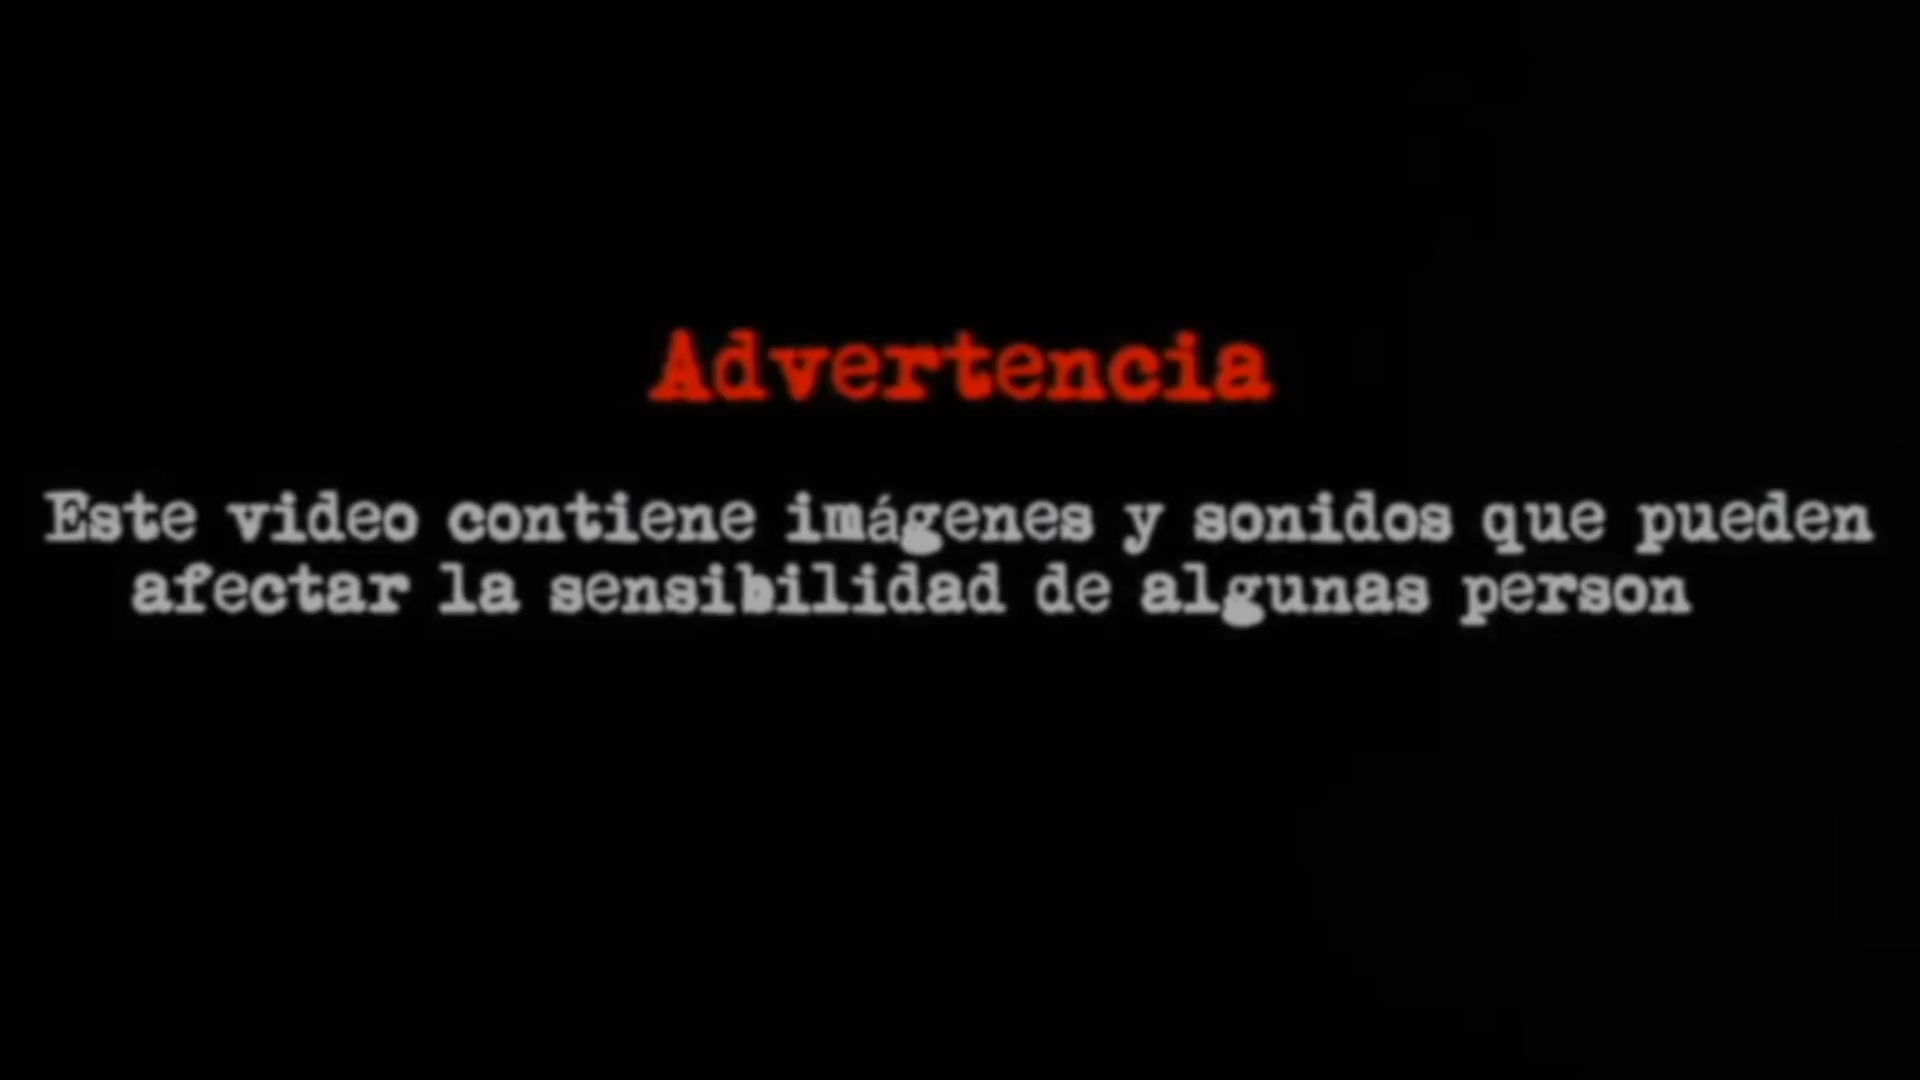 Advertencia
Este video contiene imágenes y sonidos que pueden
afectar la sensibilidad de algunas person